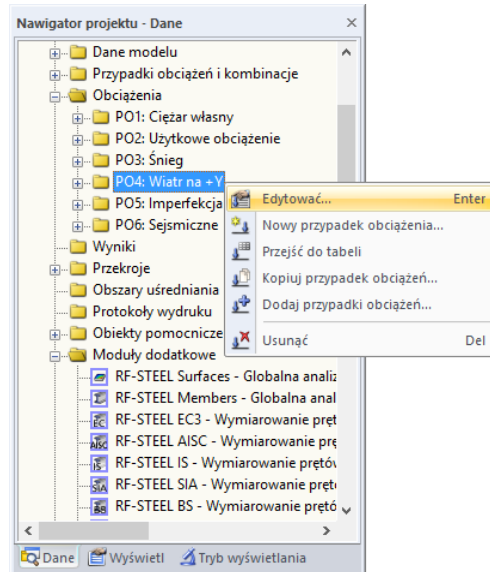 Nawigator projektu - Dane
Dane modelu
Przypadki obciążeń i kombinacje
Obciążenia
PO1: Ciężar własny
PO2: Użytkowe obciążenie
PO3: Śnieg
PO4: Wiatr na +Y
PO5: Imperfekcja
PO6: Sejsmiczne
Wyniki
Przekroje
Obszary uśredniania
Protokoły wydruku
Obiekty pomocnicze
Moduły dodatkowe
RF-STEEL Surfaces - Globalna analiz
RF-STEEL Members - Globalna anal
RF-STEEL EC3 - Wymiarowanie pręt
RF-STEEL AISC - Wymiarowanie prę
RF-STEEL IS - Wymiarowanie prętóv
RF-STEEL SIA - Wymiarowanie pręt
RF-STEEL BS - Wymiarowanie prętó
Edytować... Enter
Nowy przypadek obciążenia...
Przejść do tabeli
Kopiuj przypadek obciążeń...
Dodaj przypadki obciążeń...
Usunąć Del
Dane Wyświetl Tryb wyświetlania